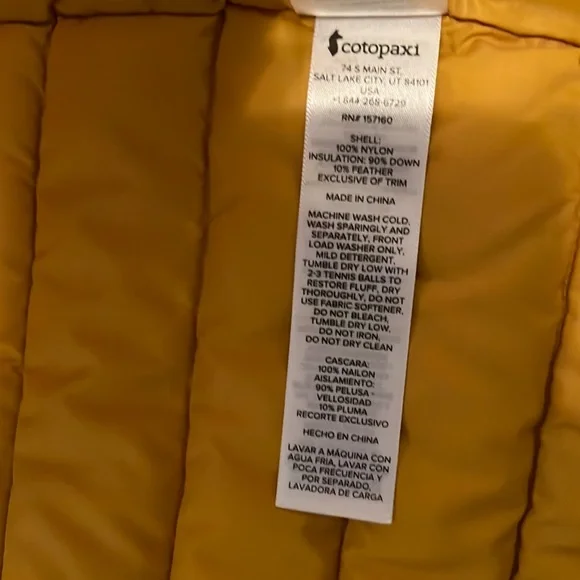 cotopaxi
74 S MAIN ST,
SALT LAKE CITY, UT 84101
USA
+1 844-268-6729
RN# 157160
SHELL:
100% NYLON
INSULATION: 90% DOWN
10% FEATHER
EXCLUSIVE OF TRIM
MADE IN CHINA
MACHINE WASH COLD,
WASH SPARINGLY AND
SEPARATELY, FRONT
LOAD WASHER ONLY,
MILD DETERGENT,
TUMBLE DRY LOW WITH
2-3 TENNIS BALLS TO
RESTORE FLUFF, DRY
THOROUGHLY, DO NOT
USE FABRIC SOFTENER,
DO NOT BLEACH,
TUMBLE DRY LOW,
DO NOT IRON,
DO NOT DRY CLEAN
CASCARA:
100% NAILON
AISLAMIENTO:
90% PELUSA -
VELLOSIDAD
10% PLUMA
RECORTE EXCLUSIVO
HECHO EN CHINA
LAVAR A MÁQUINA CON
AGUA FRIA, LAVAR CON
POCA FRECUENCIA Y
POR SEPARADO,
LAVADORA DE CARGA